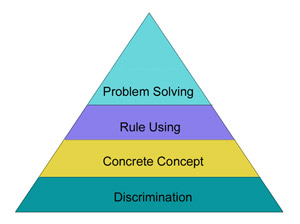 Problem Solving
Rule Using
Concrete Concept
Discrimination